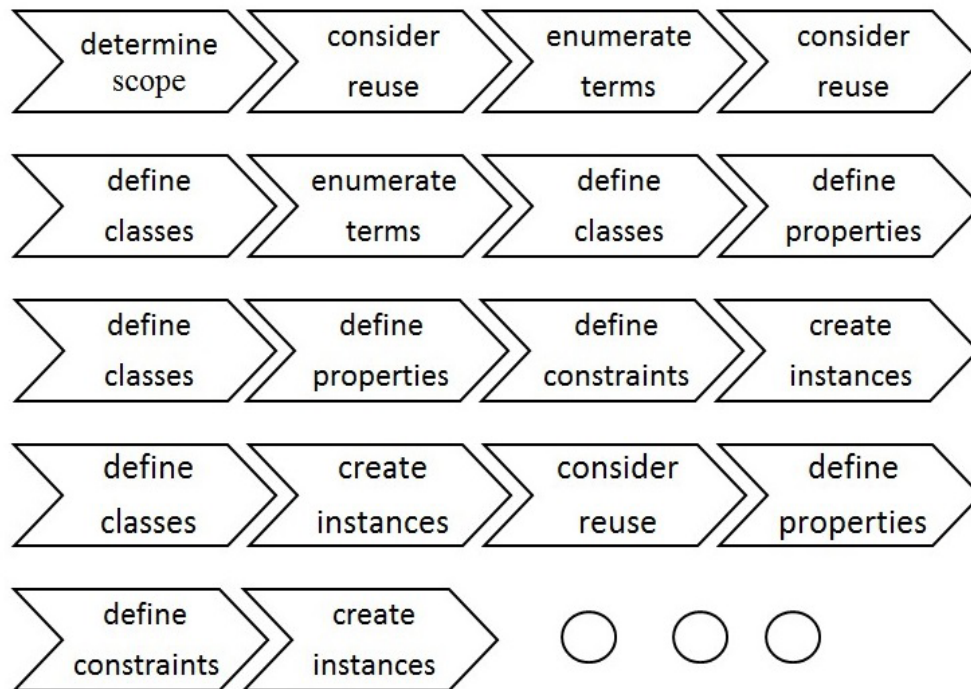 determine
scope
consider
reuse
enumerate
terms
consider
reuse
define
classes
enumerate
terms
define
classes
define
properties
define
classes
define
properties
define
constraints
create
instances
define
classes
create
instances
consider
reuse
define
properties
define
constraints
create
instances